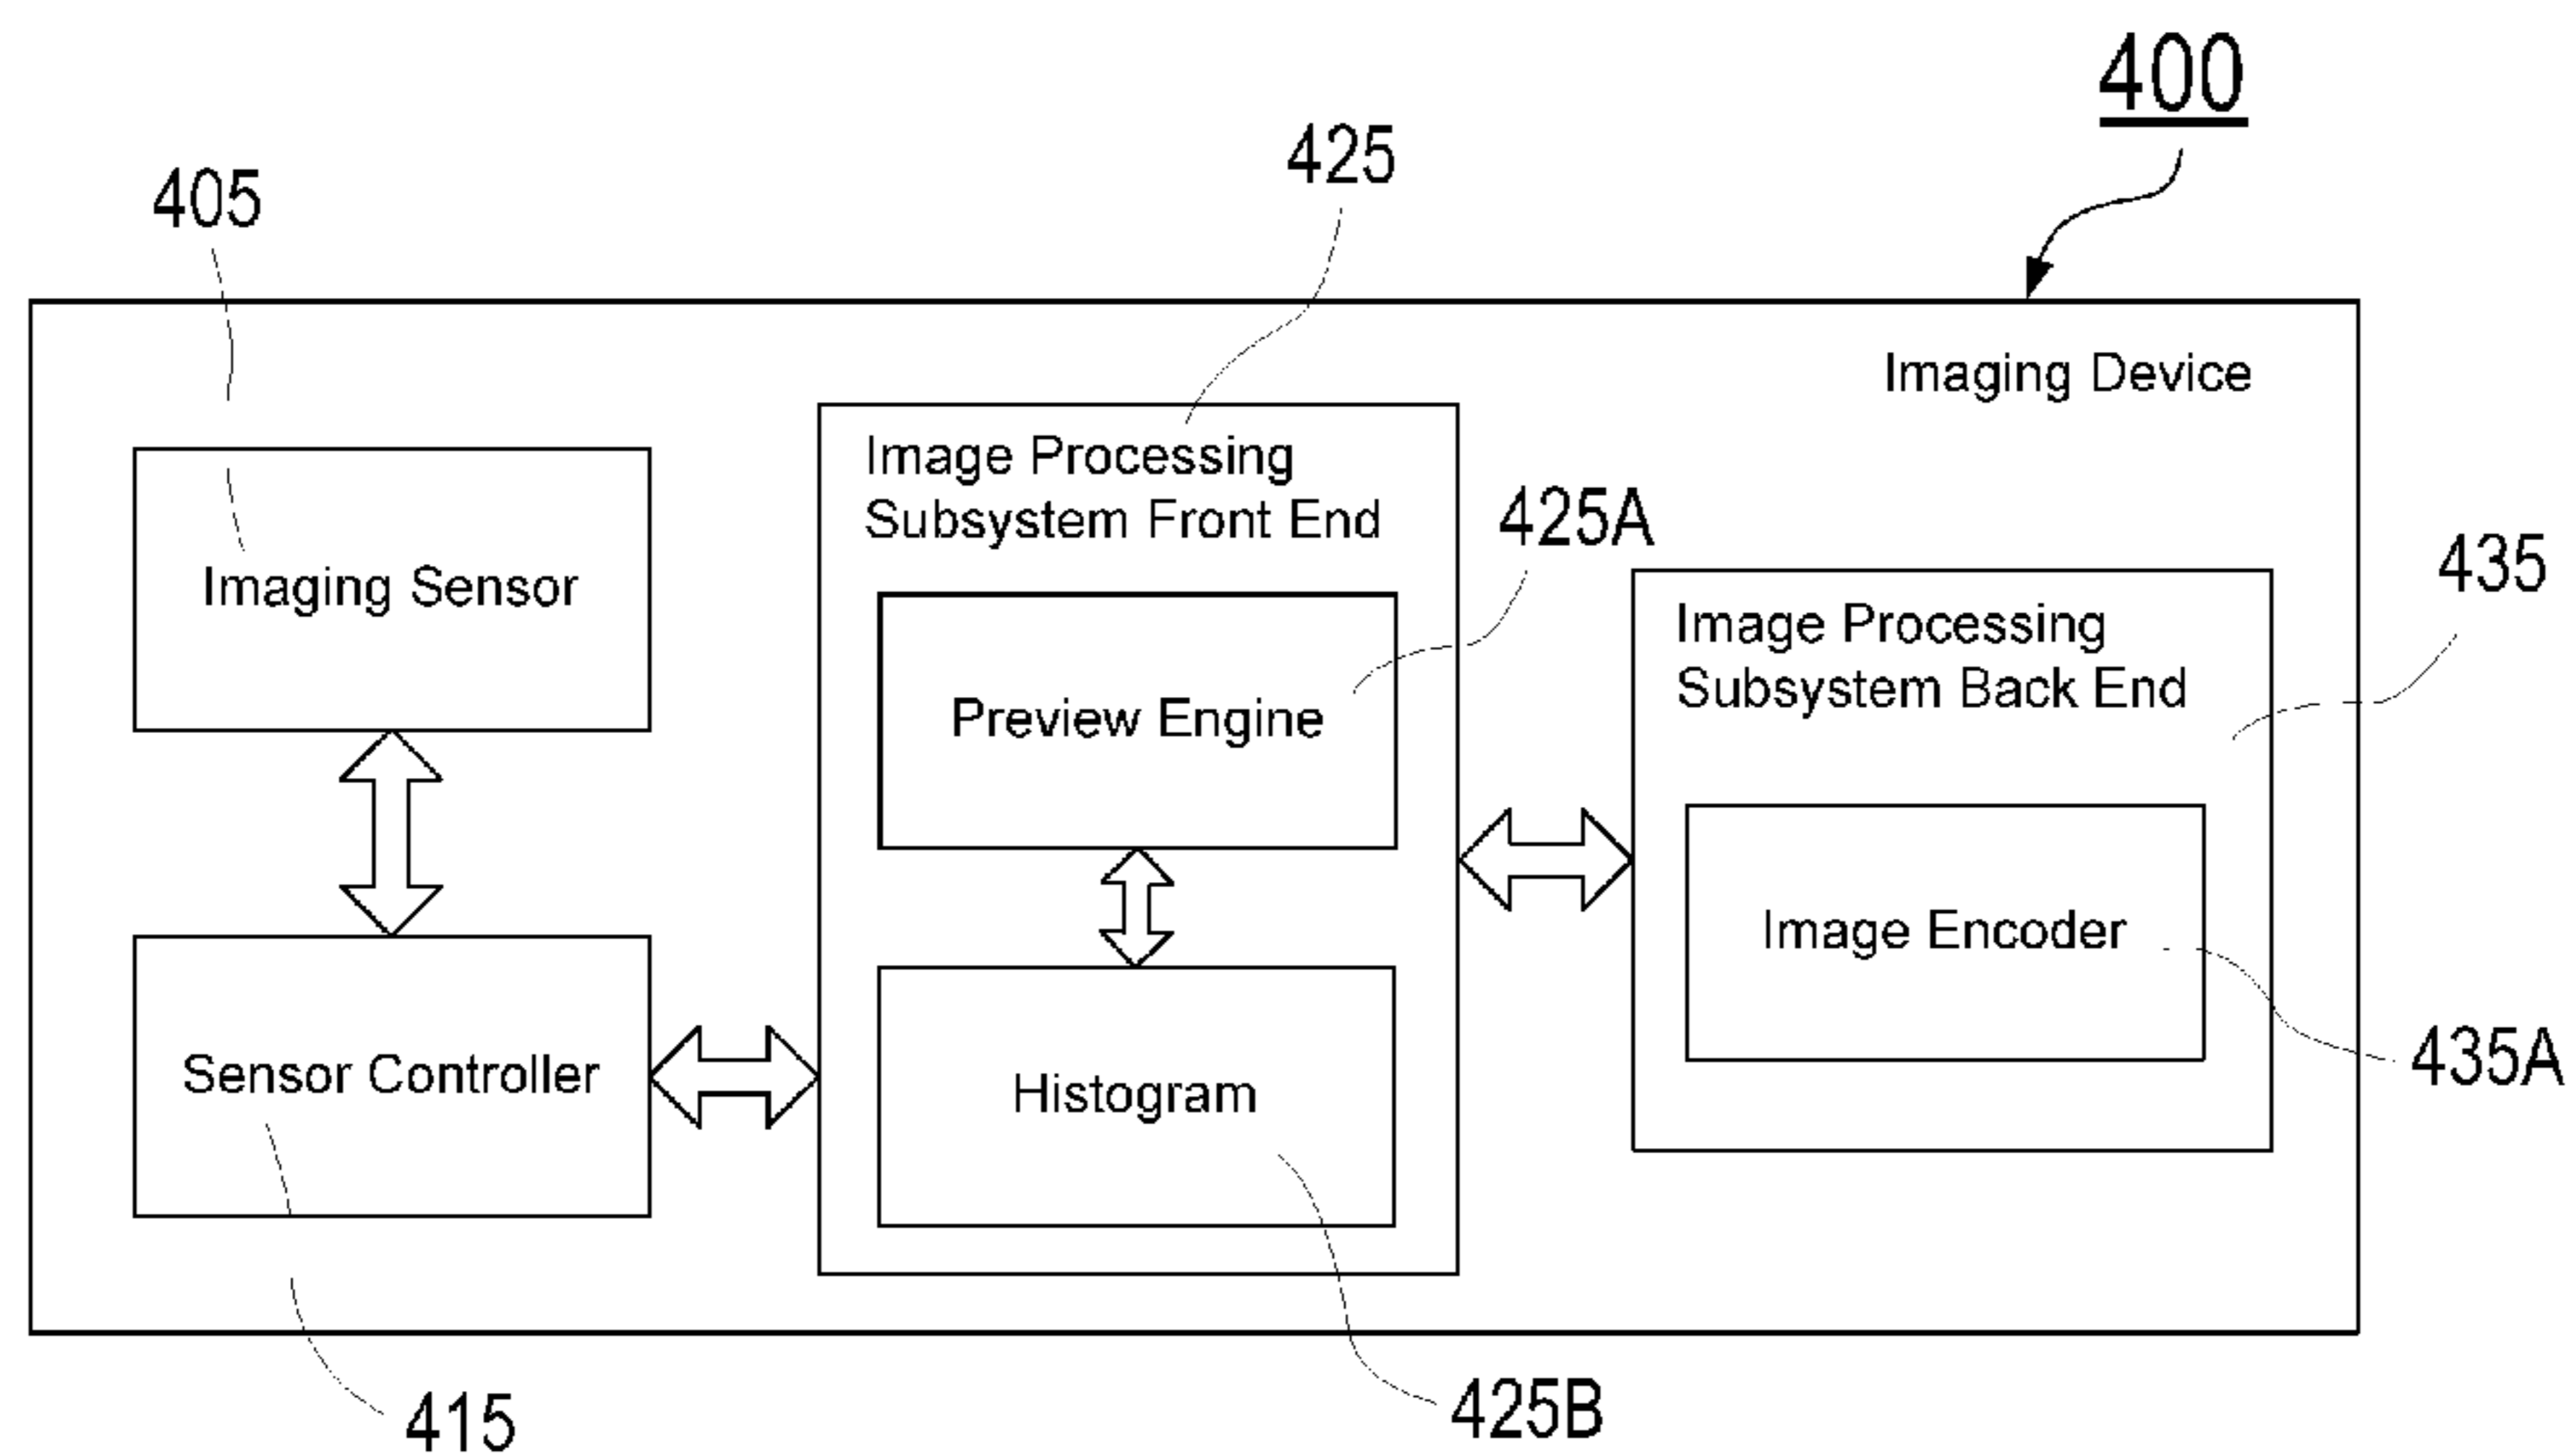 400
425
405
Imaging Device
Image Processing
Subsystem Front End
425A
Imaging Sensor
435
Image Processing
Subsystem Back End
Preview Engine
Image Encoder
Sensor Controller
Histogram
435A
415
425B